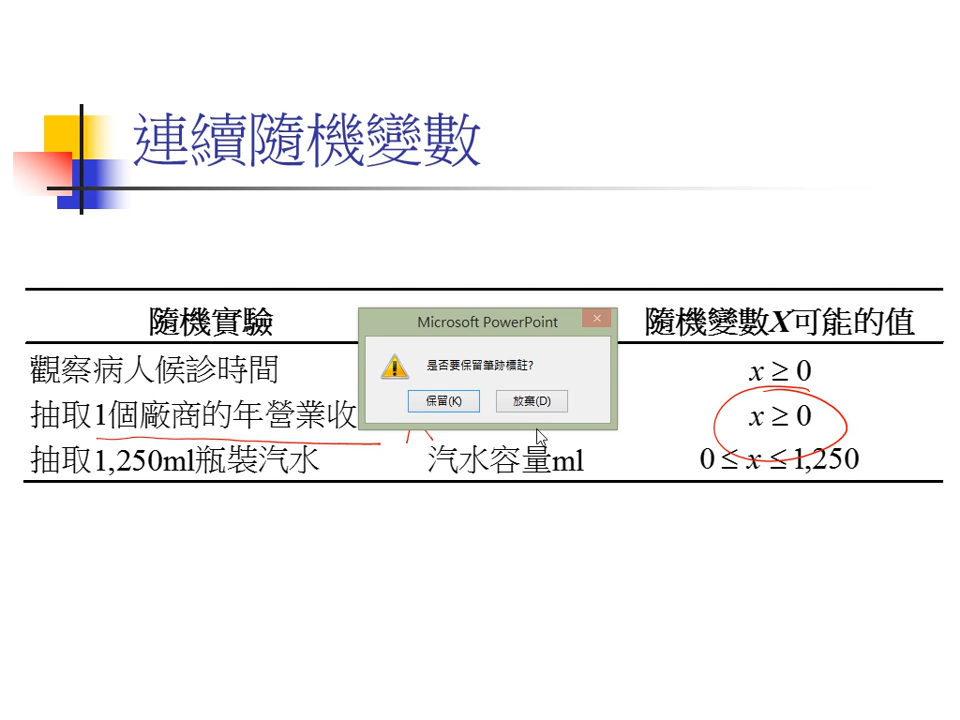 連續隨機變數
隨機實驗 隨機變數X可能的值
Microsoft PowerPoint
是否要保留筆跡標註?
保留(K) 放棄(D)
觀察病人候診時間 x ≥ 0
抽取1個廠商的年營業收 x ≥ 0
抽取1,250ml瓶裝汽水 汽水容量ml 0 ≤ x ≤ 1,250